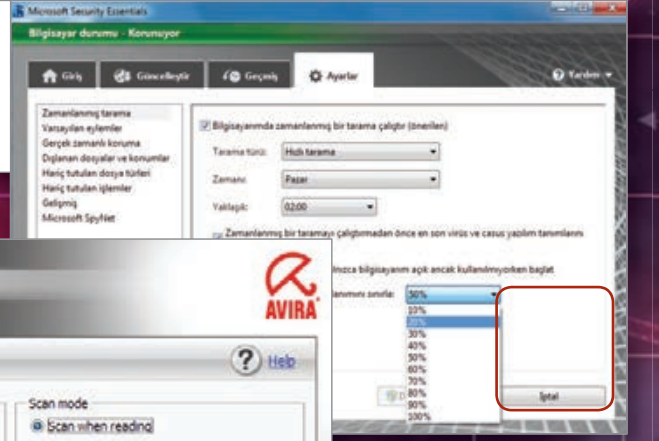 Microsoft Security Essentials
Bilgisayar durumu - Korunuyor
Giriş
Güncelleştir
Geçmiş
Ayarlar
Yardım
Zamanlanmış tarama
Varsayılan eylemler
Gerçek zamanlı koruma
Dışlanan dosyalar ve konumlar
Hariç tutulan dosya türleri
Hariç tutulan işlemler
Gelişmiş
Microsoft SpyNet
Bilgisayarımda zamanlanmış bir tarama çalıştır (önerilen)
Tarama türü: Hızlı tarama
Zamanı: Pazar
Yaklaşık: 02:00
Zamanlanmış bir taramayı çalıştırmadan önce en son virüs ve casus yazılım tanımlarını
bilgisayarım açık ancak kullanılmıyorken başlat
sınırla: 50%
10%
20%
30%
40%
50%
60%
70%
80%
90%
100%
İptal
AVIRA
Help
Scan mode
Scan when reading